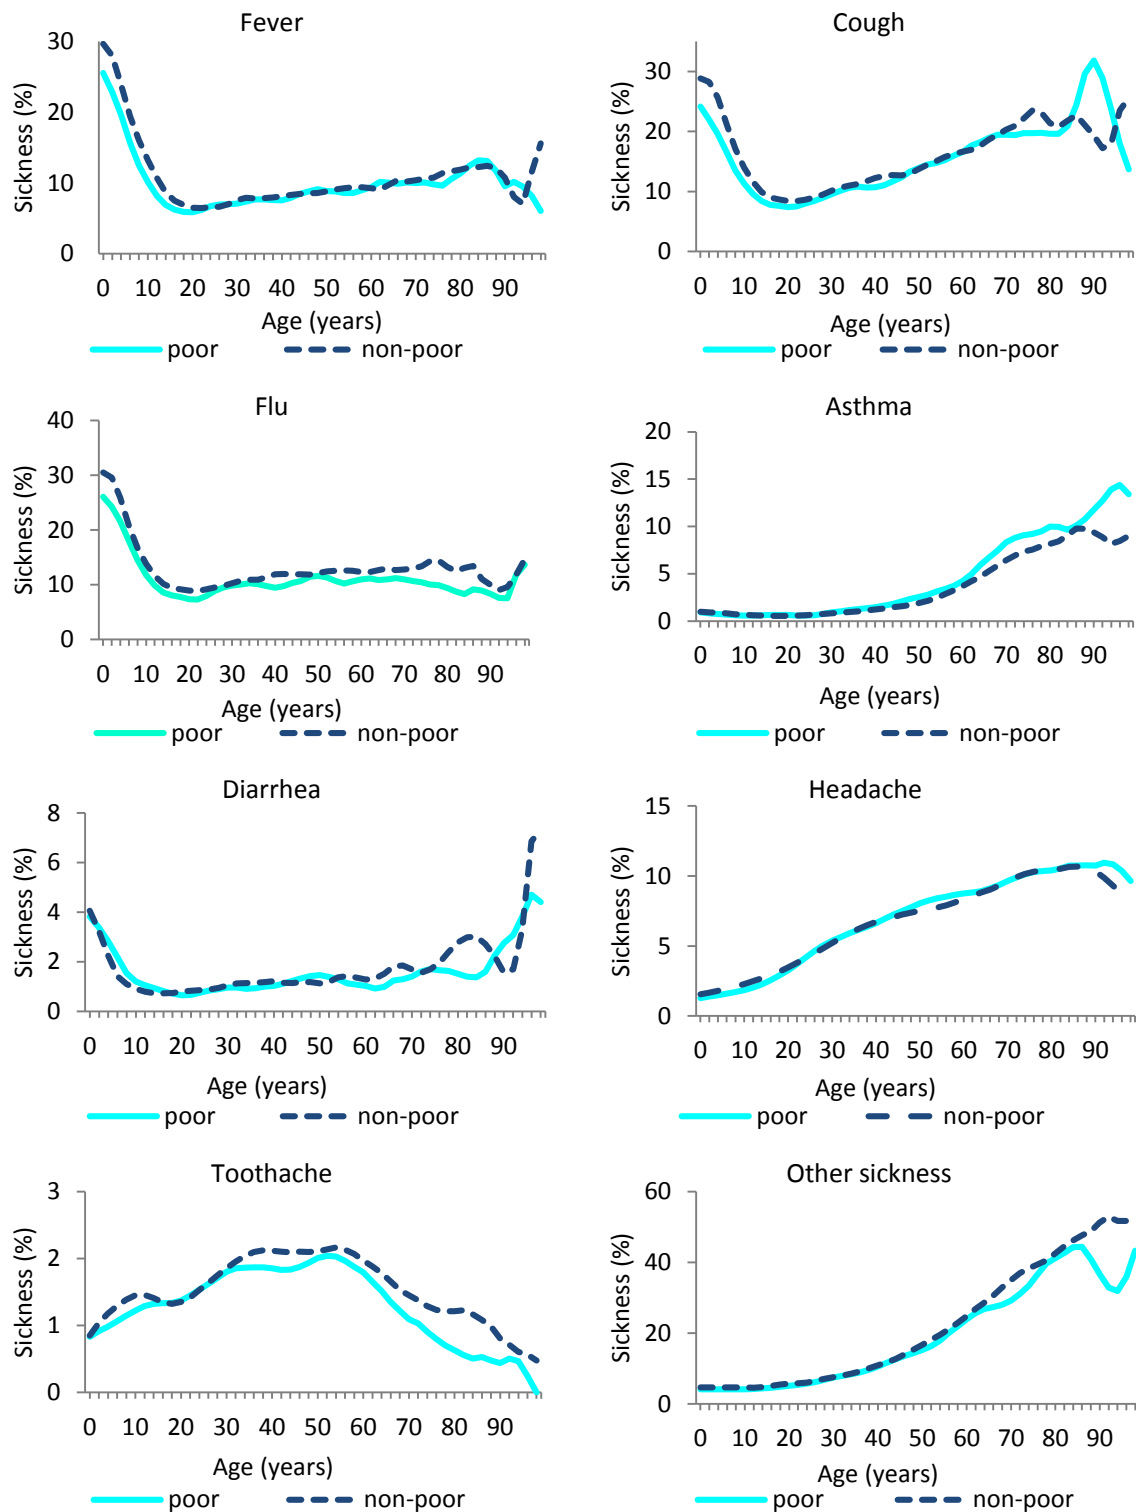 Fever
Sickness (%)
30
20
10
0
0 10 20 30 40 50 60 70 80 90
Age (years)
poor non-poor
Cough
Sickness (%)
30
20
10
0
0 10 20 30 40 50 60 70 80 90
Age (years)
poor non-poor
Flu
Sickness (%)
40
30
20
10
0
0 10 20 30 40 50 60 70 80 90
Age (years)
poor non-poor
Asthma
Sickness (%)
20
15
10
5
0
0 10 20 30 40 50 60 70 80 90
Age (years)
poor non-poor
Diarrhea
Sickness (%)
8
6
4
2
0
0 10 20 30 40 50 60 70 80 90
Age (years)
poor non-poor
Headache
Sickness (%)
15
10
5
0
0 10 20 30 40 50 60 70 80 90
Age (years)
poor non-poor
Toothache
Sickness (%)
3
2
1
0
0 10 20 30 40 50 60 70 80 90
Age (years)
poor non-poor
Other sickness
Sickness (%)
60
40
20
0
0 10 20 30 40 50 60 70 80 90
Age (years)
poor non-poor